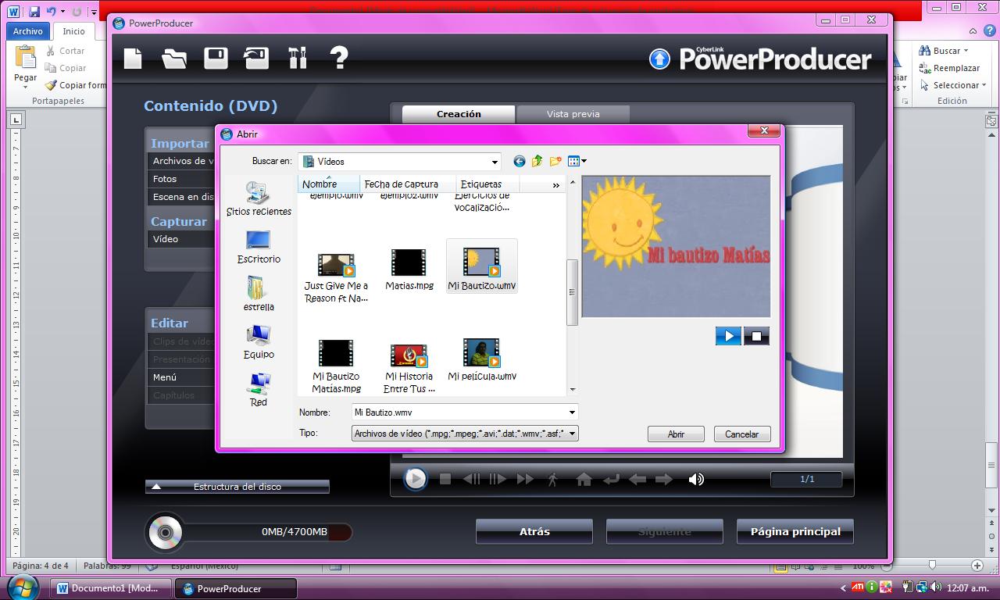 Archivo
Inicio
Pegar
Cortar
Copiar
Copiar form
Portapapeles
Buscar
Reemplazar
Seleccionar
Edición
PowerProducer
CyberLink
PowerProducer
Contenido (DVD)
Creación
Vista previa
Importar
Archivos de v
Fotos
Escena en dis
Capturar
Vídeo
Editar
Clips de vídeo
Presentación
Menú
Capítulos
Abrir
Buscar en:
Vídeos
Nombre
Fecha de captura
Etiquetas
»
Sitios recientes
Escritorio
estrella
Equipo
Red
ejemplo.wmv
ejemplo2.wmv
Ejercicios de
vocalizació...
Just Give Me a
Reason ft Na...
Matias.mpg
Mi Bautizo.wmv
Mi Bautizo
Matías.mpg
Mi Historia
Entre Tus ...
Mi película.wmv
Mi bautizo Matías
Nombre:
Mi Bautizo.wmv
Tipo:
Archivos de vídeo (*.mpg;*.mpeg;*.avi;*.dat;*.wmv;*.asf;*
Abrir
Cancelar
1/1
Estructura del disco
0MB/4700MB
Atrás
Siguiente
Página principal
Página: 4 de 4
Palabras: 99
Español (México)
100%
Documento1 [Mod...
PowerProducer
ATI
12:07 a.m.